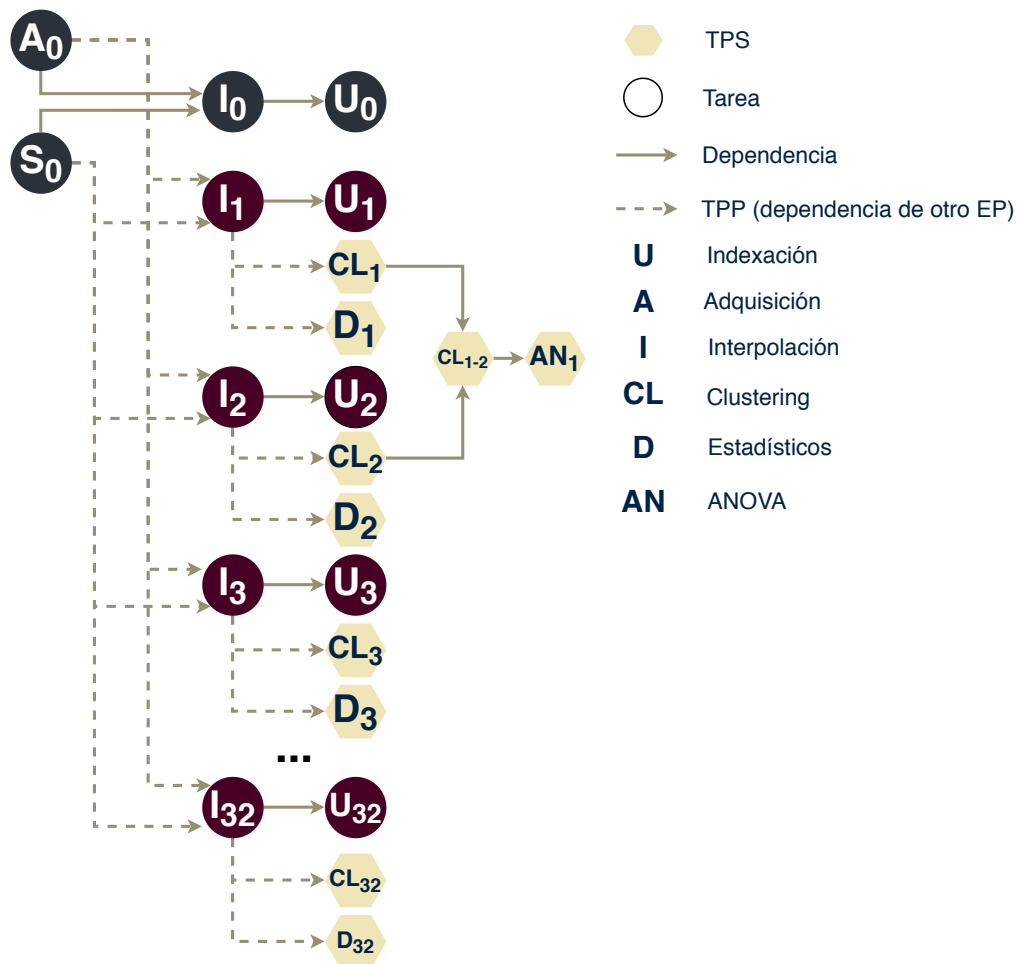 A0
S0
I0
U0
I1
U1
CL1
D1
I2
U2
CL2
D2
CL1-2
AN1
I3
U3
CL3
D3
...
I32
U32
CL32
D32
TPS
Tarea
Dependencia
TPP (dependencia de otro EP)
U Indexación
A Adquisición
I Interpolación
CL Clustering
D Estadísticos
AN ANOVA